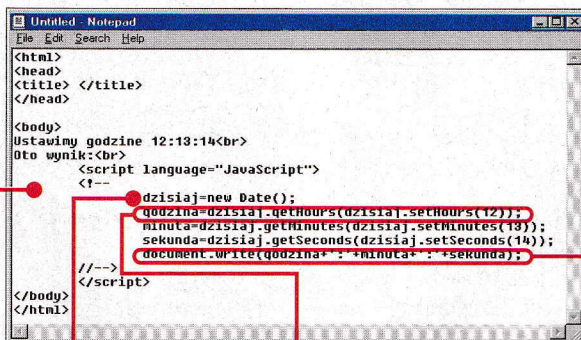 Untitled - Notepad
File Edit Search Help
<html>
<head>
<title> </title>
</head>
<body>
Ustawimy godzine 12:13:14<br>
Oto wynik:<br>
<script language="JavaScript">
<!--
dzisiaj=new Date();
godzina=dzisiaj.getHours(dzisiaj.setHours(12));
minuta=dzisiaj.getMinutes(dzisiaj.setMinutes(13));
sekunda=dzisiaj.getSeconds(dzisiaj.setSeconds(14));
document.write(godzina+":"+minuta+":"+sekunda);
//-->
</script>
</body>
</html>